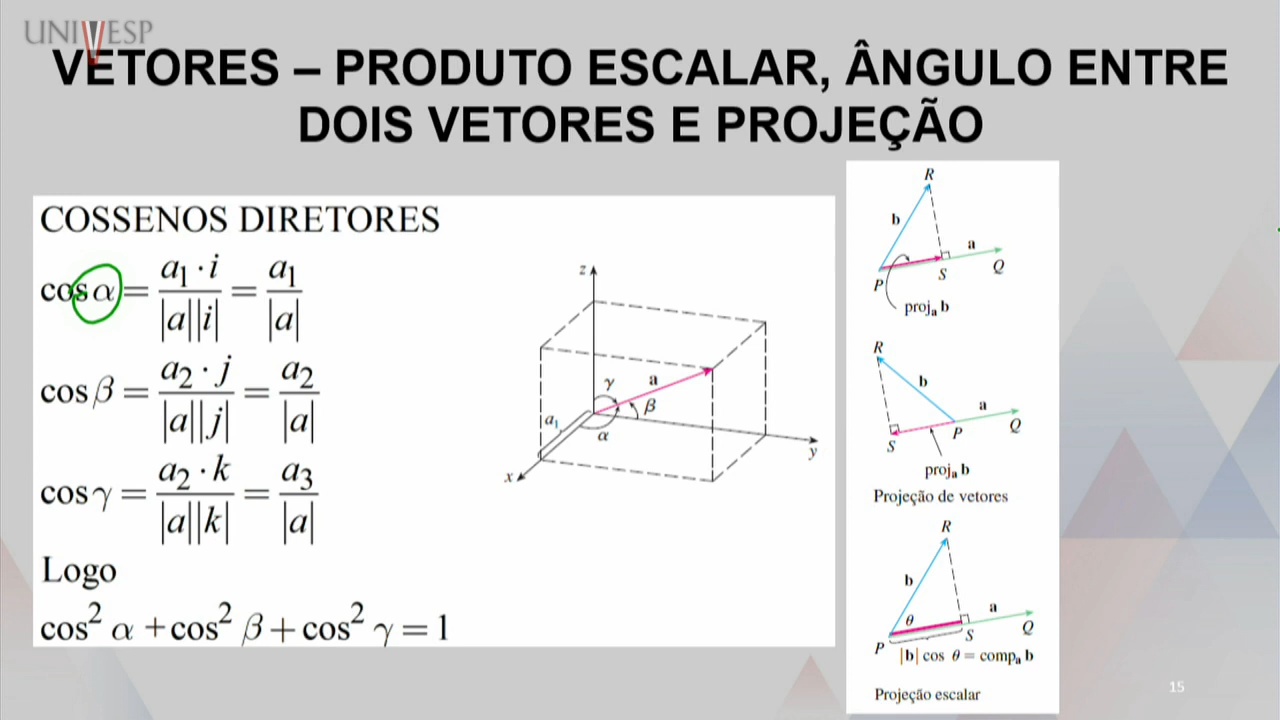 UNIVESP
VETORES – PRODUTO ESCALAR, ÂNGULO ENTRE
DOIS VETORES E PROJEÇÃO
COSSENOS DIRETORES
cos α = a₁ · i / |a||i| = a₁ / |a|
cos β = a₂ · j / |a||j| = a₂ / |a|
cos γ = a₂ · k / |a||k| = a₃ / |a|
Logo
cos² α + cos² β + cos² γ = 1
z
γ
a
β
a₁
α
y
x
R
b
a
S
Q
P
projₐ b
R
b
a
Q
P
S
projₐ b
Projeção de vetores
R
b
a
θ
S
Q
P
|b| cos θ = compₐ b
Projeção escalar
15